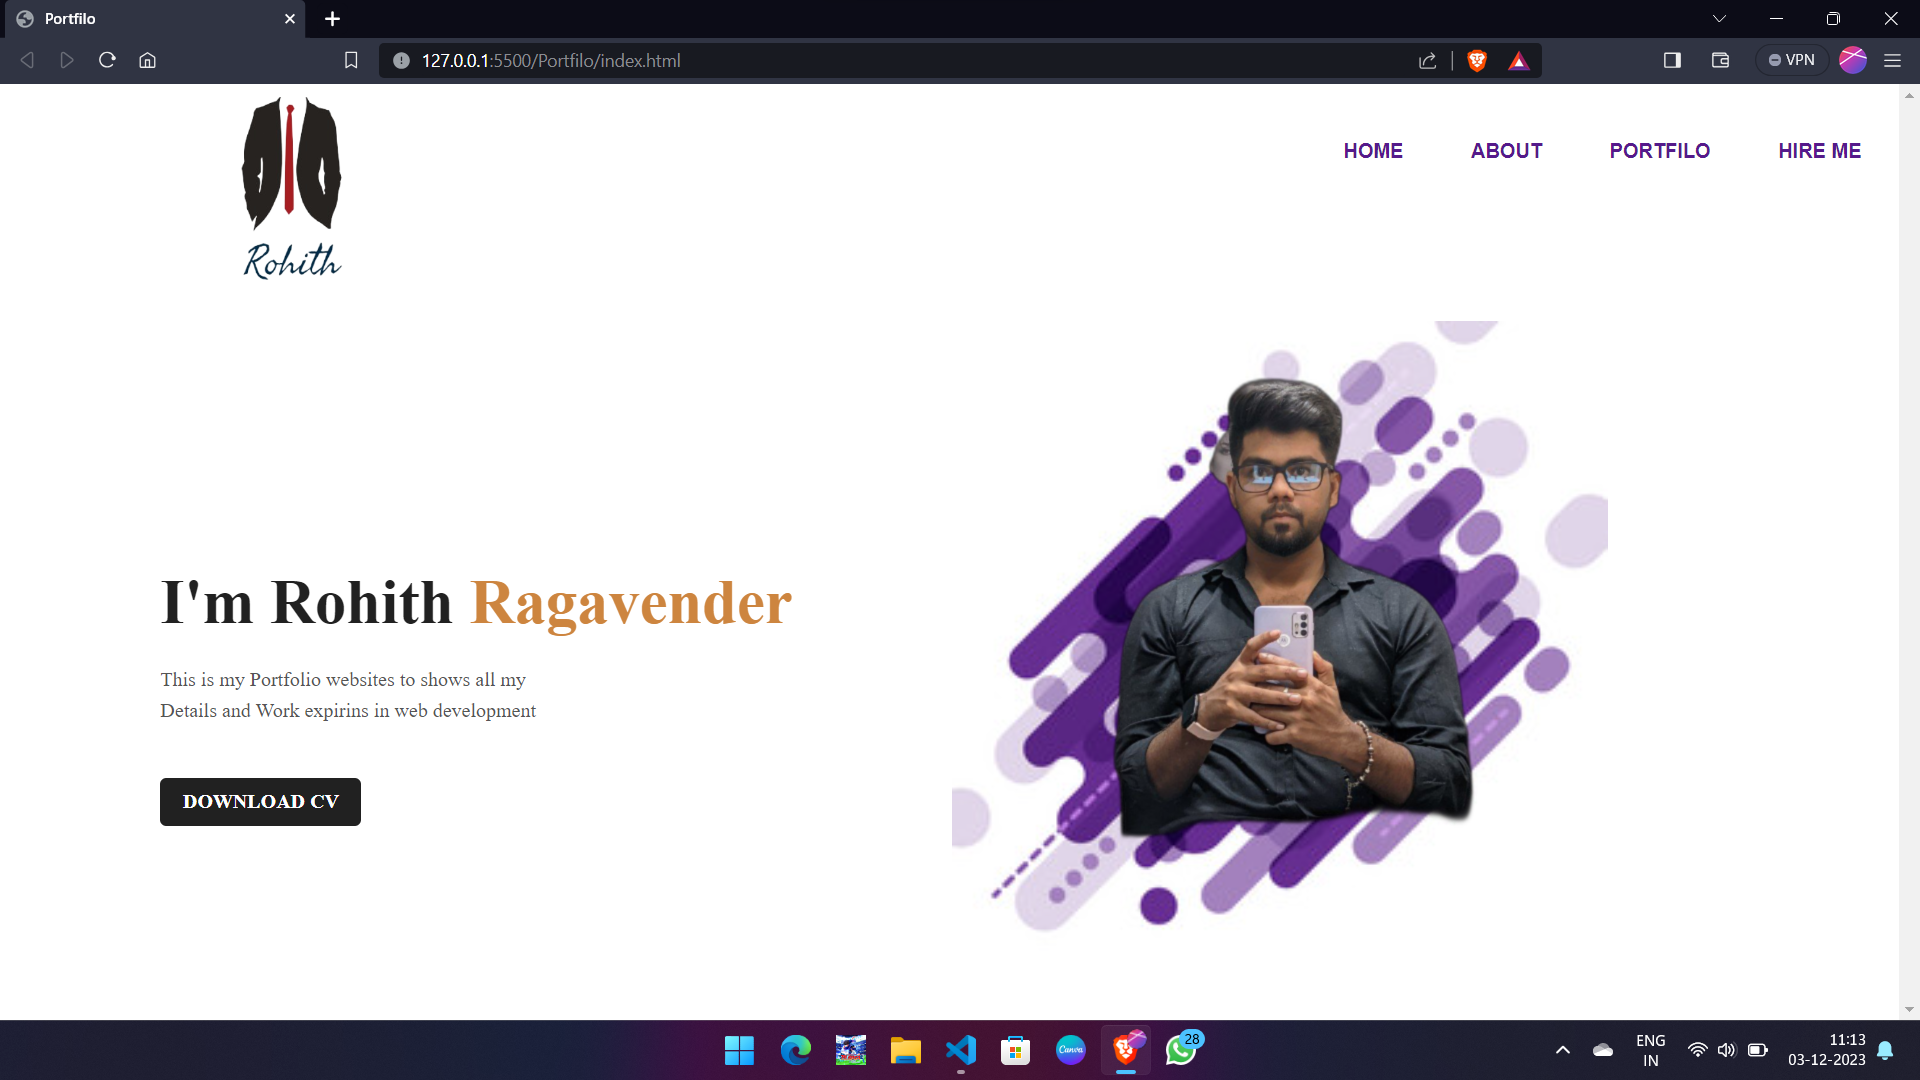 Portfilo
127.0.0.1:5500/Portfilo/index.html
VPN
Rohith
HOME ABOUT PORTFILO HIRE ME
I'm Rohith Ragavender
This is my Portfolio websites to shows all my
Details and Work expirins in web development
DOWNLOAD CV
Canva
28
ENG
IN
11:13
03-12-2023